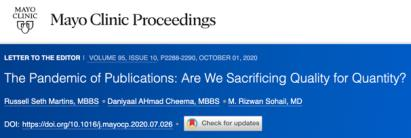 MAYO
CLINIC
Mayo Clinic Proceedings
LETTER TO THE EDITOR | VOLUME 95, ISSUE 10, P2288-2290, OCTOBER 01, 2020
The Pandemic of Publications: Are We Sacrificing Quality for Quantity?
Russell Seth Martins, MBBS • Daniyaal AHmad Cheema, MBBS • M. Rizwan Sohail, MD
DOI: https://doi.org/10.1016/j.mayocp.2020.07.026 • Check for updates